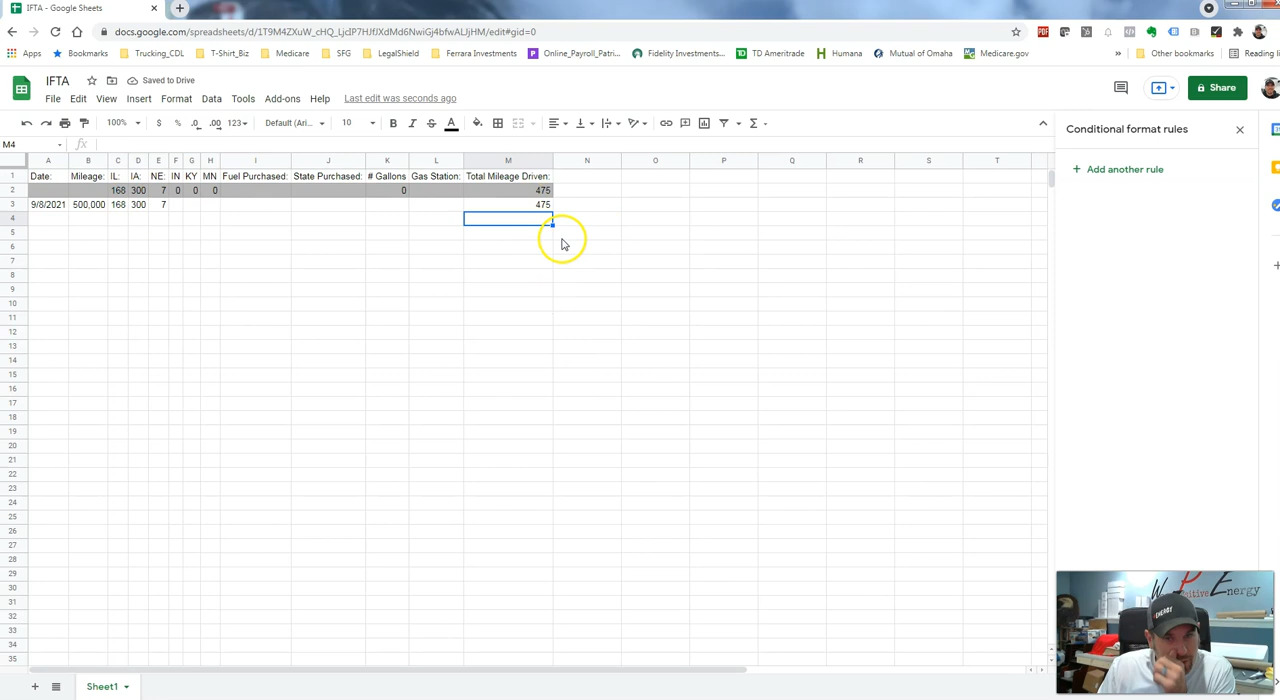 IFTA - Google Sheets
docs.google.com/spreadsheets/d/1T9M4ZXuW_cHQ_IjcIP7HJfJXdMd6NwiGj4bfwALIjHM/edit#gid=0
Apps Bookmarks Trucking_CDL T-Shirt_Biz Medicare SFG LegalShield Ferrara Investments Online_Payroll_Patri... Fidelity Investments... TD Ameritrade Humana Mutual of Omaha Medicare.gov » Other bookmarks Reading li
IFTA Saved to Drive
File Edit View Insert Format Data Tools Add-ons Help Last edit was seconds ago
Share
100% $ % .0 .00 123 Default (Ari... 10 B I S A Σ
M4 fx
Conditional format rules
+ Add another rule
A B C D E F G H I J K L M N O P Q R S T
1 Date: Mileage: IL: IA: NE: IN KY MN Fuel Purchased: State Purchased: # Gallons Gas Station: Total Mileage Driven:
2 168 300 7 0 0 0 0 475
3 9/8/2021 500,000 168 300 7 475
4
5
6
7
8
9
10
11
12
13
14
15
16
17
18
19
20
21
22
23
24
25
26
27
28
29
30
31
32
33
34
35
Sheet1